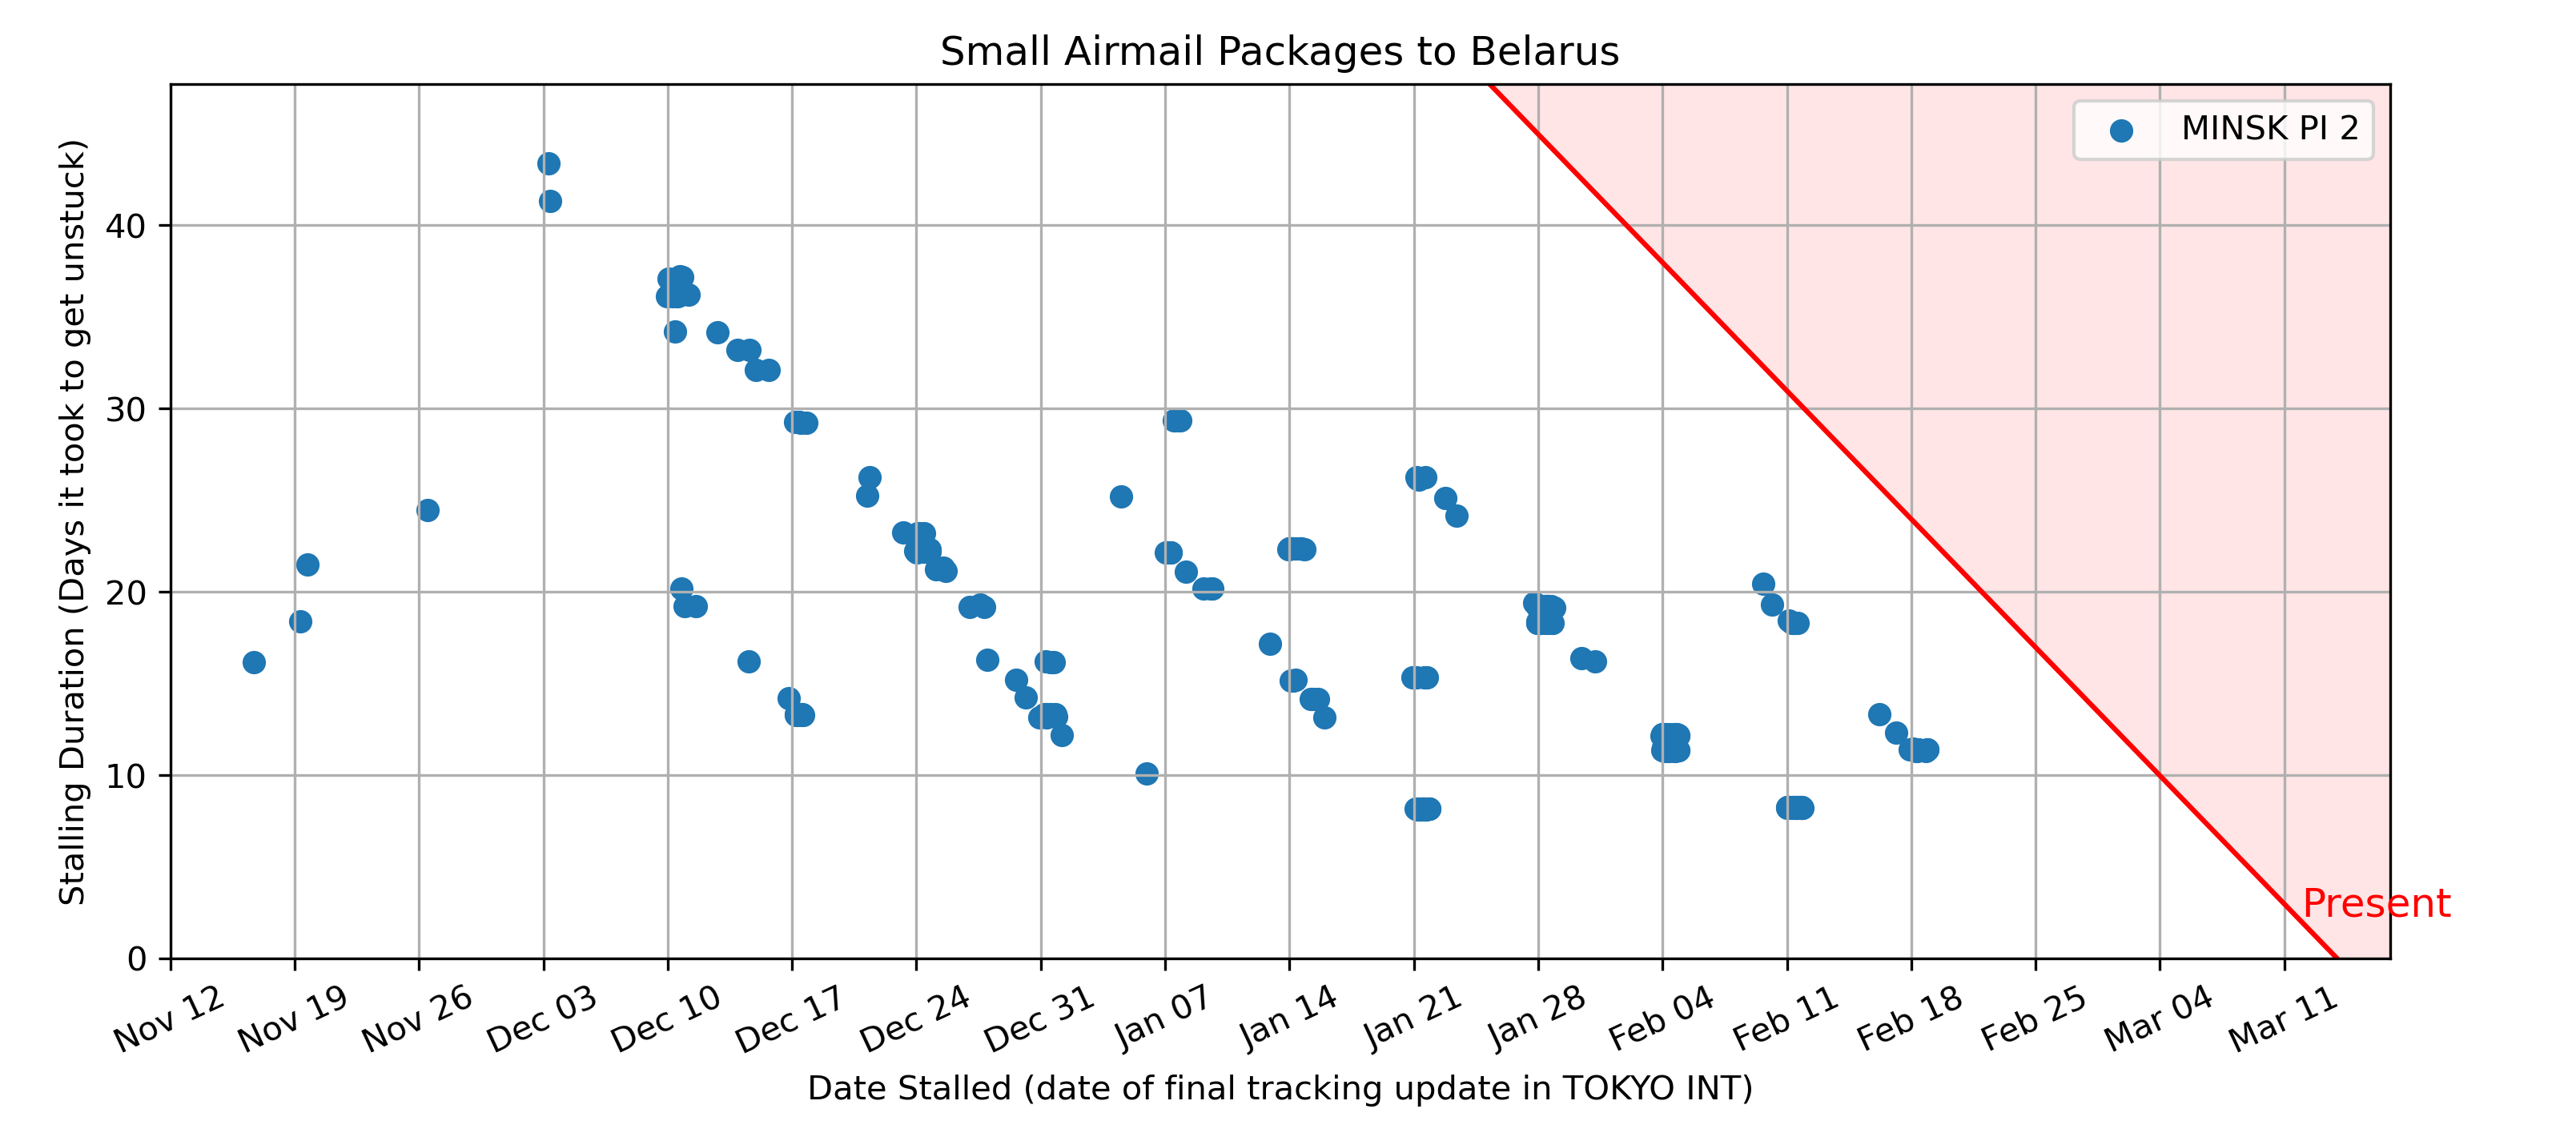 Small Airmail Packages to Belarus
MINSK PI 2
Stalling Duration (Days it took to get unstuck)
40
30
20
10
0
Present
Nov 12
Nov 19
Nov 26
Dec 03
Dec 10
Dec 17
Dec 24
Dec 31
Jan 07
Jan 14
Jan 21
Jan 28
Feb 04
Feb 11
Feb 18
Feb 25
Mar 04
Mar 11
Date Stalled (date of final tracking update in TOKYO INT)